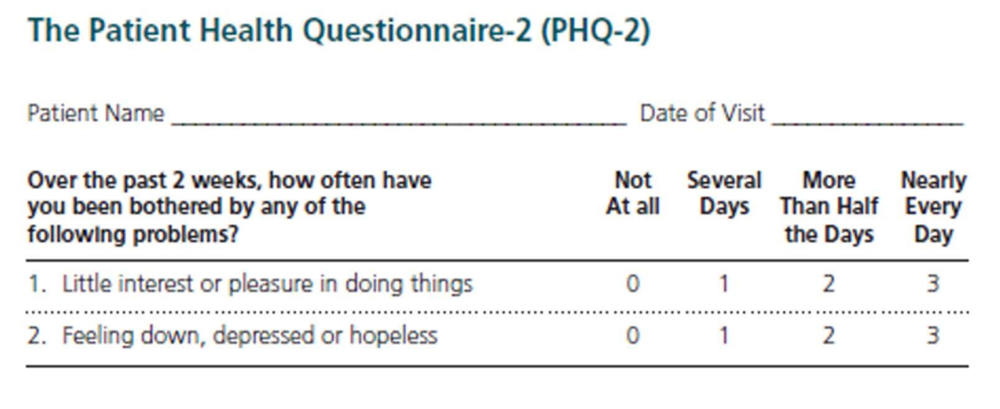 The Patient Health Questionnaire-2 (PHQ-2)
Patient Name ________________ Date of Visit ________________
Over the past 2 weeks, how often have you been bothered by any of the following problems? Not At all Several Days More Than Half the Days Nearly Every Day
1. Little interest or pleasure in doing things 0 1 2 3
2. Feeling down, depressed or hopeless 0 1 2 3